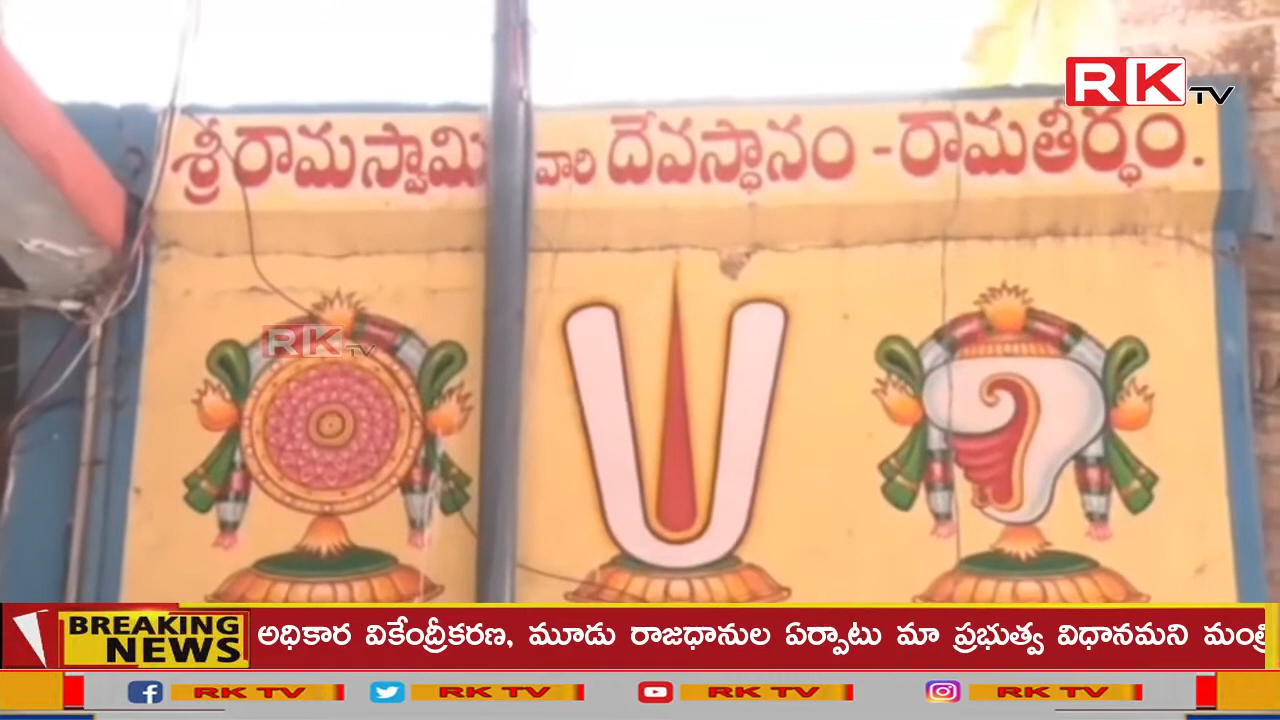 RK TV
శ్రీరామస్వామి వారి దేవస్థానం - రామతీర్థం.
RK TV
BREAKING NEWS
అధికార వికేంద్రీకరణ, మూడు రాజధానుల ఏర్పాటు మా ప్రభుత్వ విధానమని మంత్రి
RK TV RK TV RK TV RK TV